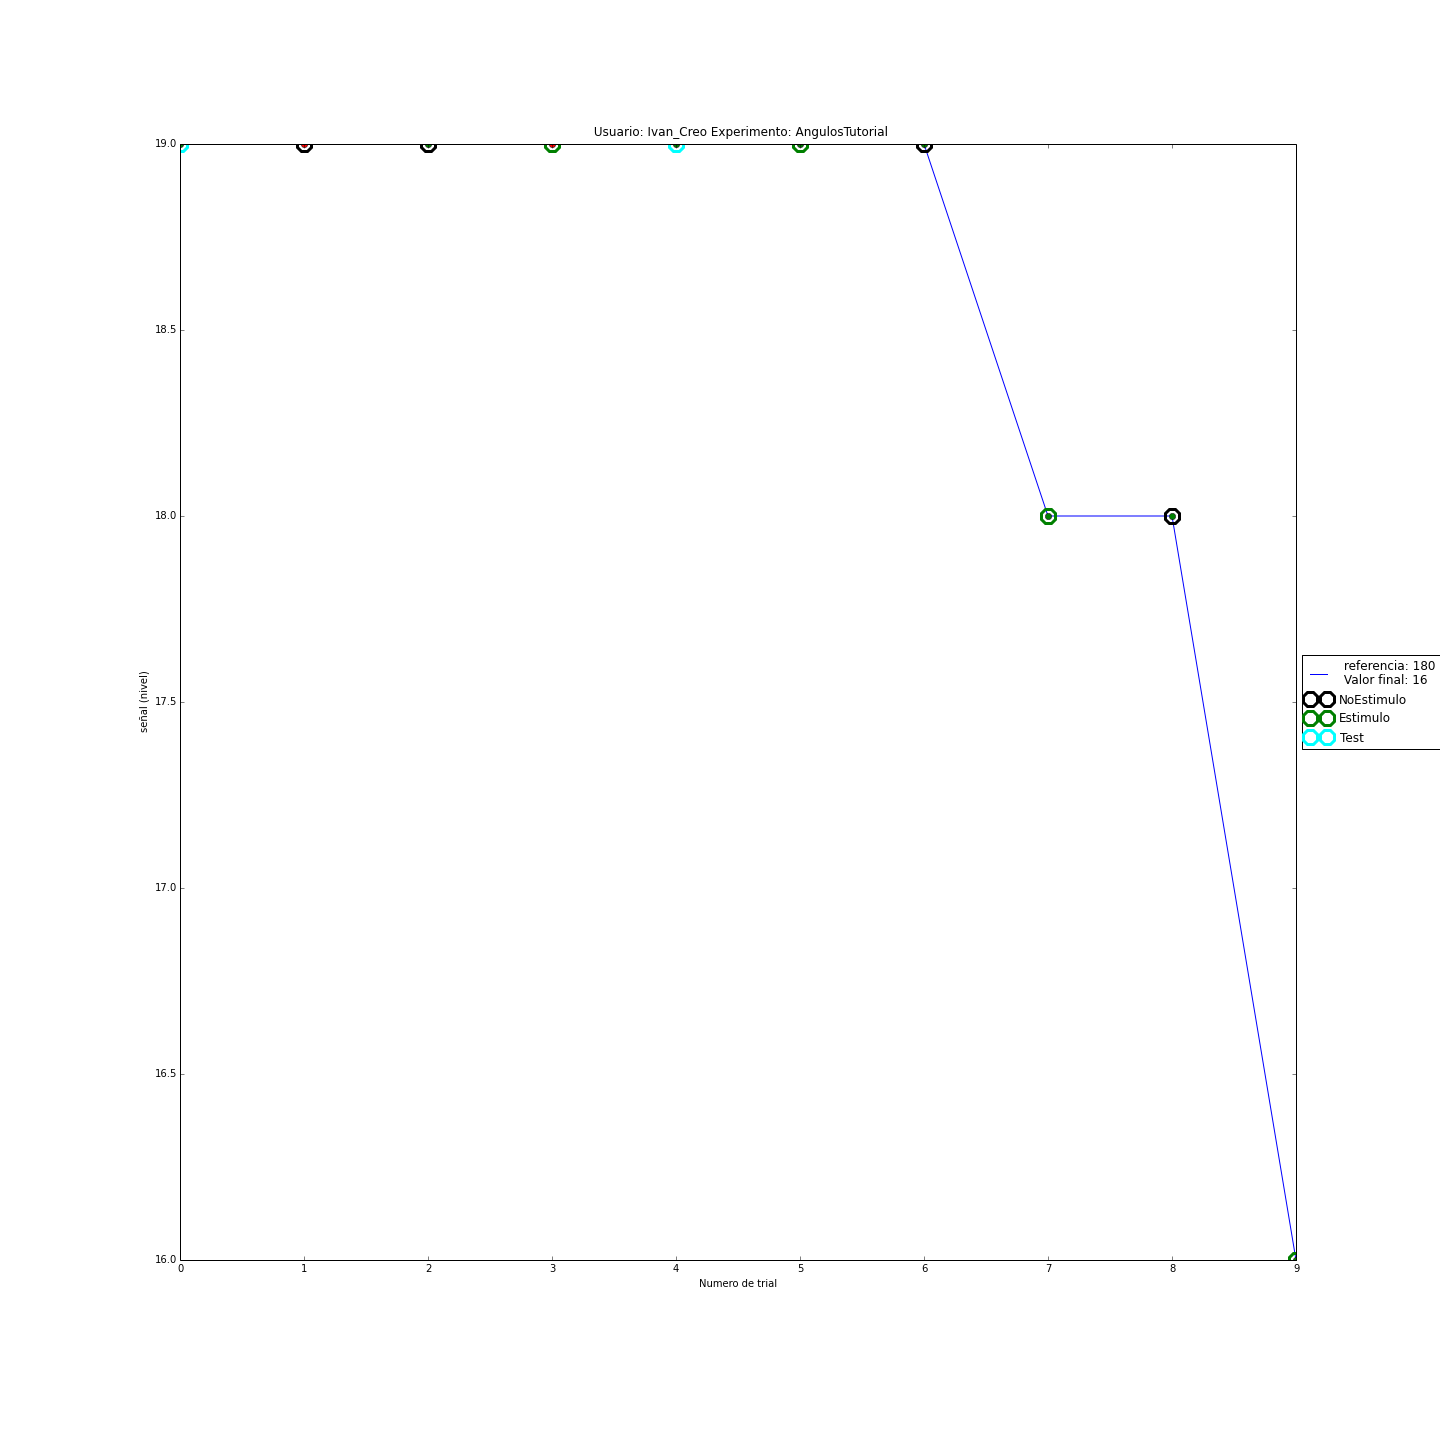 Usuario: Ivan_Creo Experimento: AngulosTutorial
19.0
18.5
18.0
17.5
17.0
16.5
16.0
señal (nivel)
0 1 2 3 4 5 6 7 8 9
Numero de trial
referencia: 180
Valor final: 16
NoEstimulo
Estimulo
Test